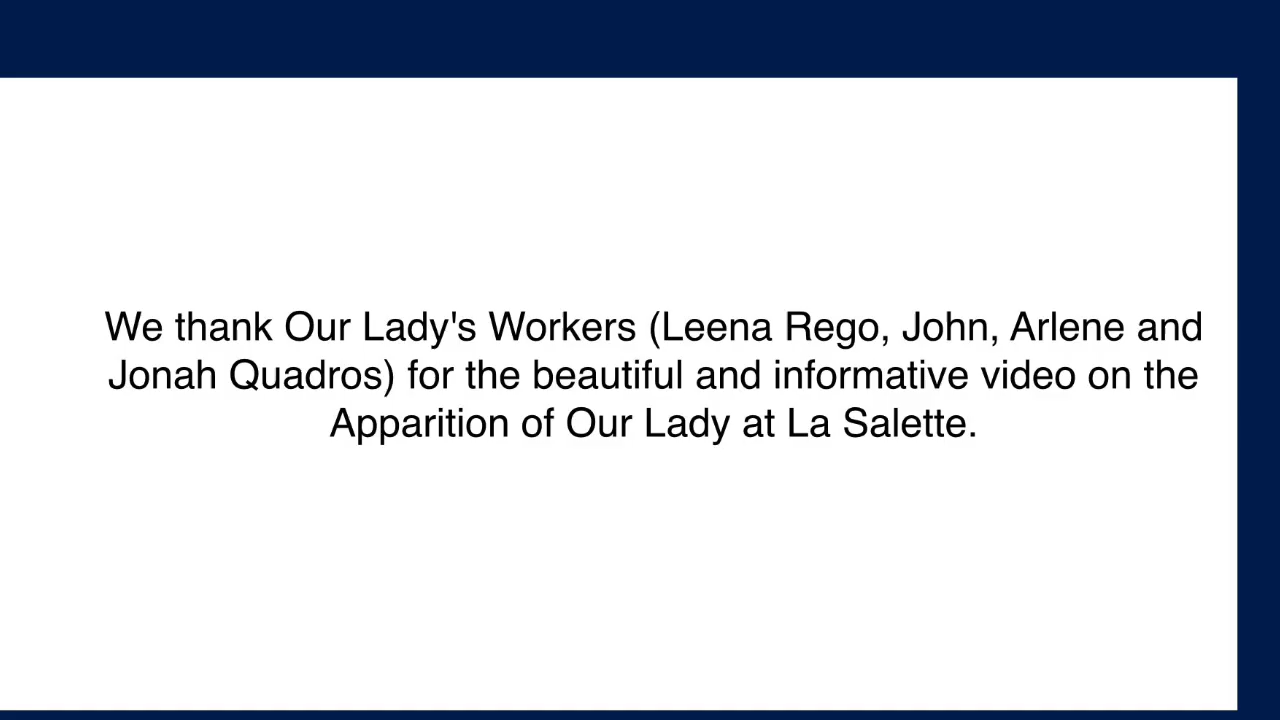 We thank Our Lady's Workers (Leena Rego, John, Arlene and
Jonah Quadros) for the beautiful and informative video on the
Apparition of Our Lady at La Salette.